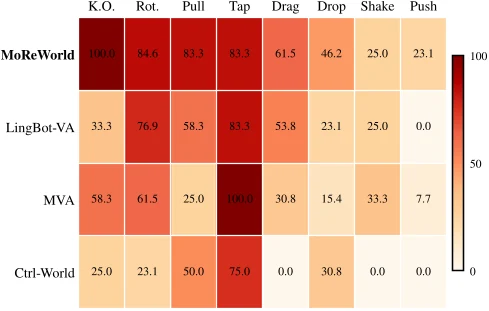 K.O. Rot. Pull Tap Drag Drop Shake Push
MoReWorld 100.0 84.6 83.3 83.3 61.5 46.2 25.0 23.1
LingBot-VA 33.3 76.9 58.3 83.3 53.8 23.1 25.0 0.0
MVA 58.3 61.5 25.0 100.0 30.8 15.4 33.3 7.7
Ctrl-World 25.0 23.1 50.0 75.0 0.0 30.8 0.0 0.0
100
50
0